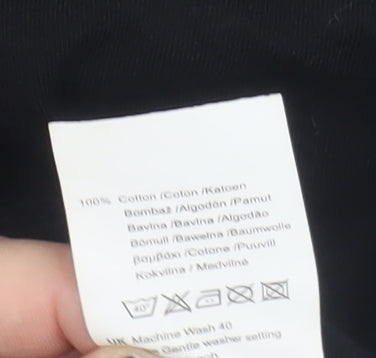 100% Cotton /Coton /Katoen
Bombaž /Algodón /Pamut
Bavlna /Bavlna /Algodão
Bömull /Bawełna /Baumwolle
βαμβάκι /Cotone /Puuvill
Kokvilna / Medvilnė
40°
UK Machine Wash 40
Gentle washer setting